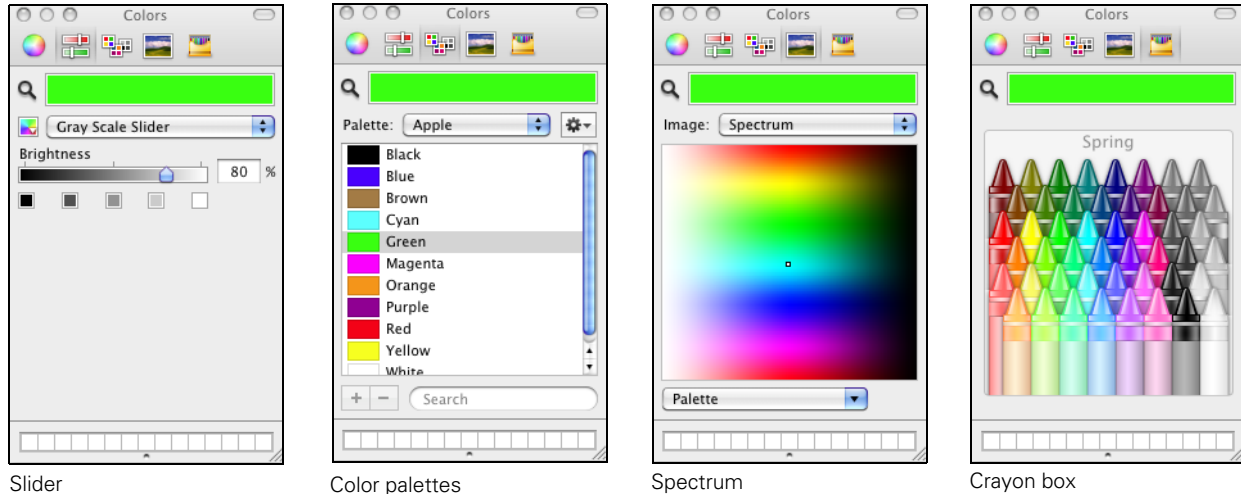 Colors
Gray Scale Slider
Brightness
80 %
Slider
Colors
Palette: Apple
Black
Blue
Brown
Cyan
Green
Magenta
Orange
Purple
Red
Yellow
White
Search
Color palettes
Colors
Image: Spectrum
Palette
Spectrum
Colors
Spring
Crayon box